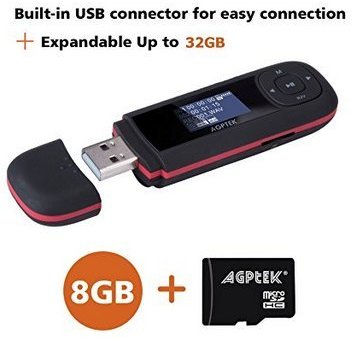 Built-in USB connector for easy connection
+ Expandable Up to 32GB
M
AGPTEK
8GB
+
AGPTEK
micro
SD
HC